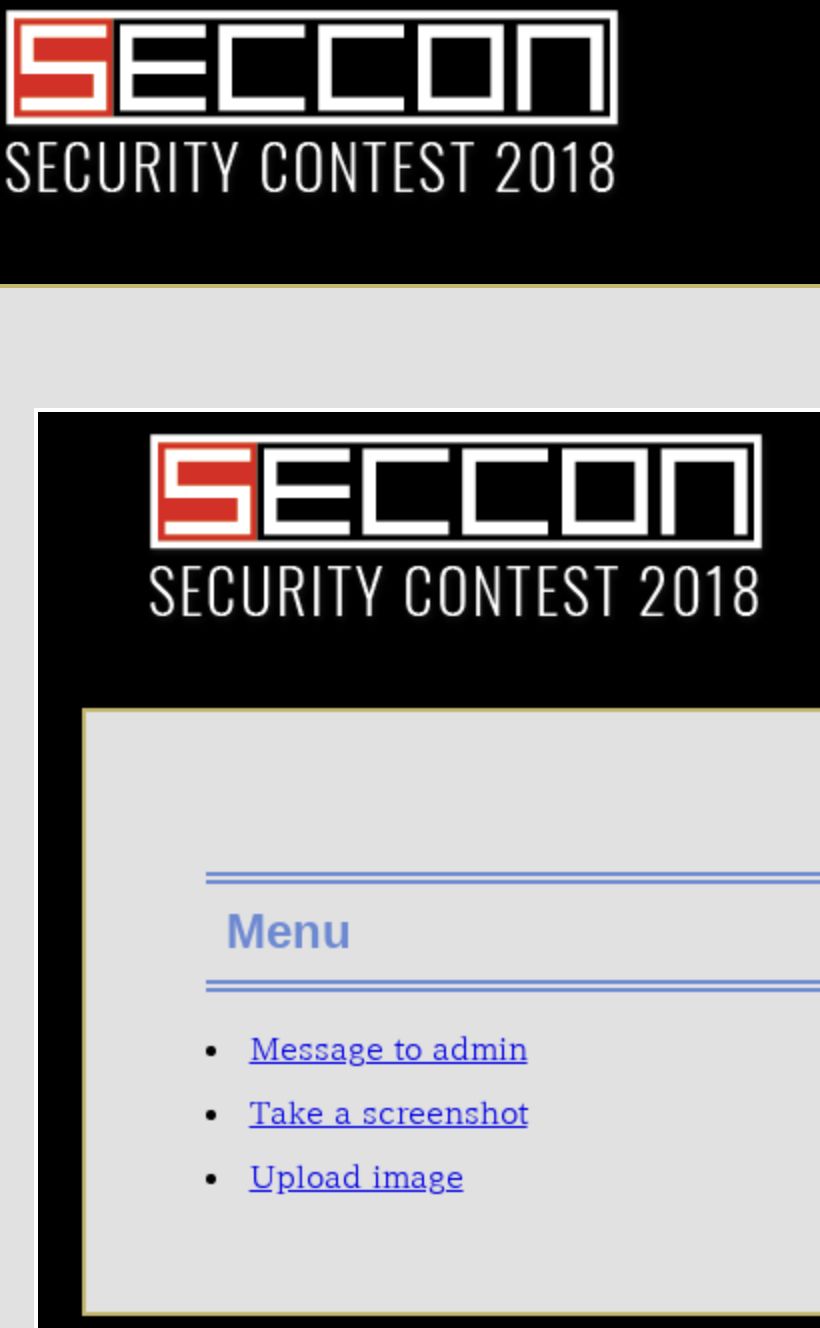 SECCON
SECURITY CONTEST 2018
SECCON
SECURITY CONTEST 2018
Menu
Message to admin
Take a screenshot
Upload image